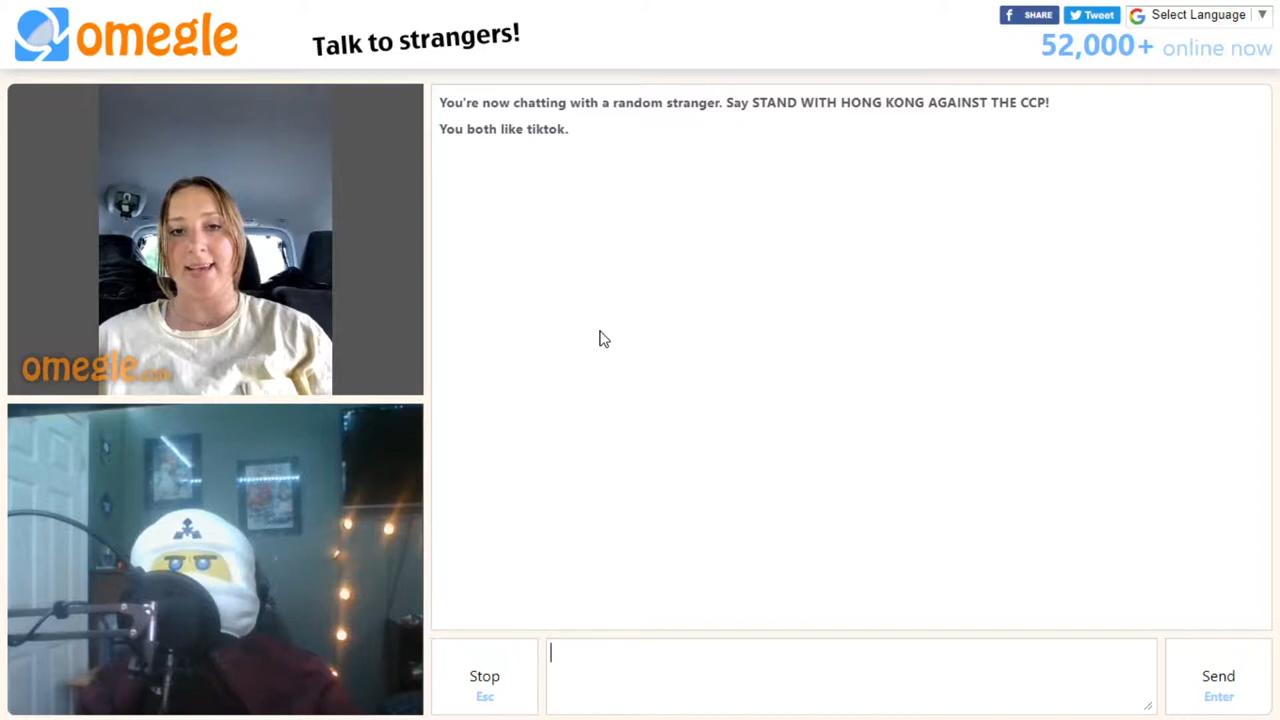 omegle
Talk to strangers!
SHARE
Tweet
Select Language
52,000+ online now
You're now chatting with a random stranger. Say STAND WITH HONG KONG AGAINST THE CCP!
You both like tiktok.
omegle.com
Stop
Esc
Send
Enter